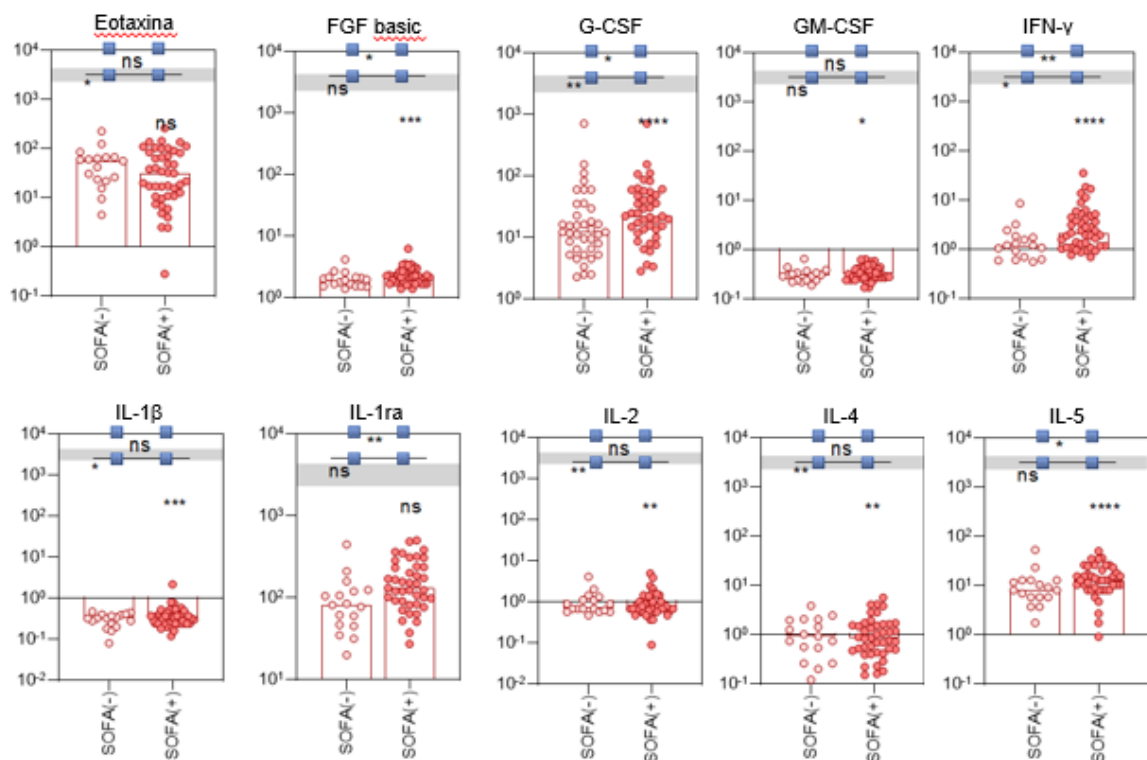 Eotaxina
10⁴
10³
10²
10¹
10⁰
10⁻¹
ns
*
ns
SOFA(-)
SOFA(+)
FGF basic
10⁴
10³
10²
10¹
10⁰
*
ns
***
SOFA(-)
SOFA(+)
G-CSF
10⁴
10³
10²
10¹
10⁰
*
**
****
SOFA(-)
SOFA(+)
GM-CSF
10⁴
10³
10²
10¹
10⁰
10⁻¹
ns
ns
*
SOFA(-)
SOFA(+)
IFN-γ
10⁴
10³
10²
10¹
10⁰
10⁻¹
**
*
****
SOFA(-)
SOFA(+)
IL-1β
10⁴
10³
10²
10¹
10⁰
10⁻¹
10⁻²
ns
*
***
SOFA(-)
SOFA(+)
IL-1ra
10⁴
10³
10²
10¹
**
ns
ns
SOFA(-)
SOFA(+)
IL-2
10⁴
10³
10²
10¹
10⁰
10⁻¹
10⁻²
ns
**
**
SOFA(-)
SOFA(+)
IL-4
10⁴
10³
10²
10¹
10⁰
10⁻¹
ns
**
**
SOFA(-)
SOFA(+)
IL-5
10⁴
10³
10²
10¹
10⁰
10⁻¹
*
ns
****
SOFA(-)
SOFA(+)